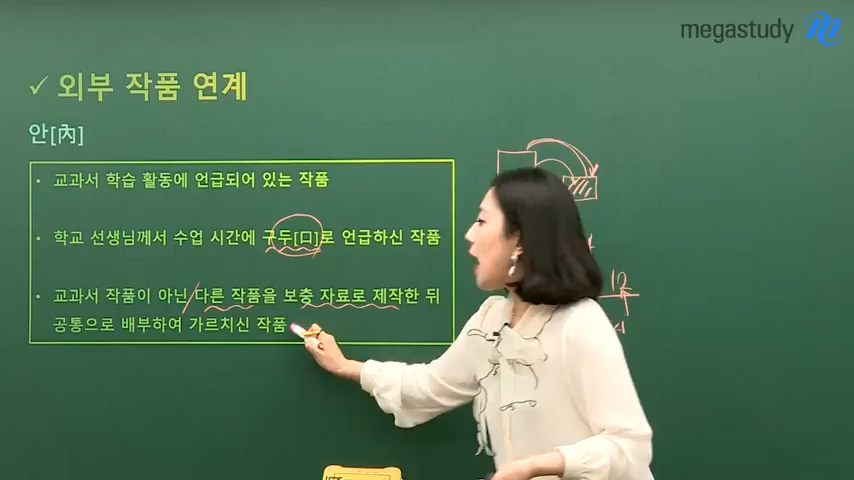 megastudy
✓ 외부 작품 연계
안[內]
• 교과서 학습 활동에 언급되어 있는 작품
• 학교 선생님께서 수업 시간에 구두[口]로 언급하신 작품
• 교과서 작품이 아닌 다른 작품을 보충 자료로 제작한 뒤
공통으로 배부하여 가르치신 작품
12